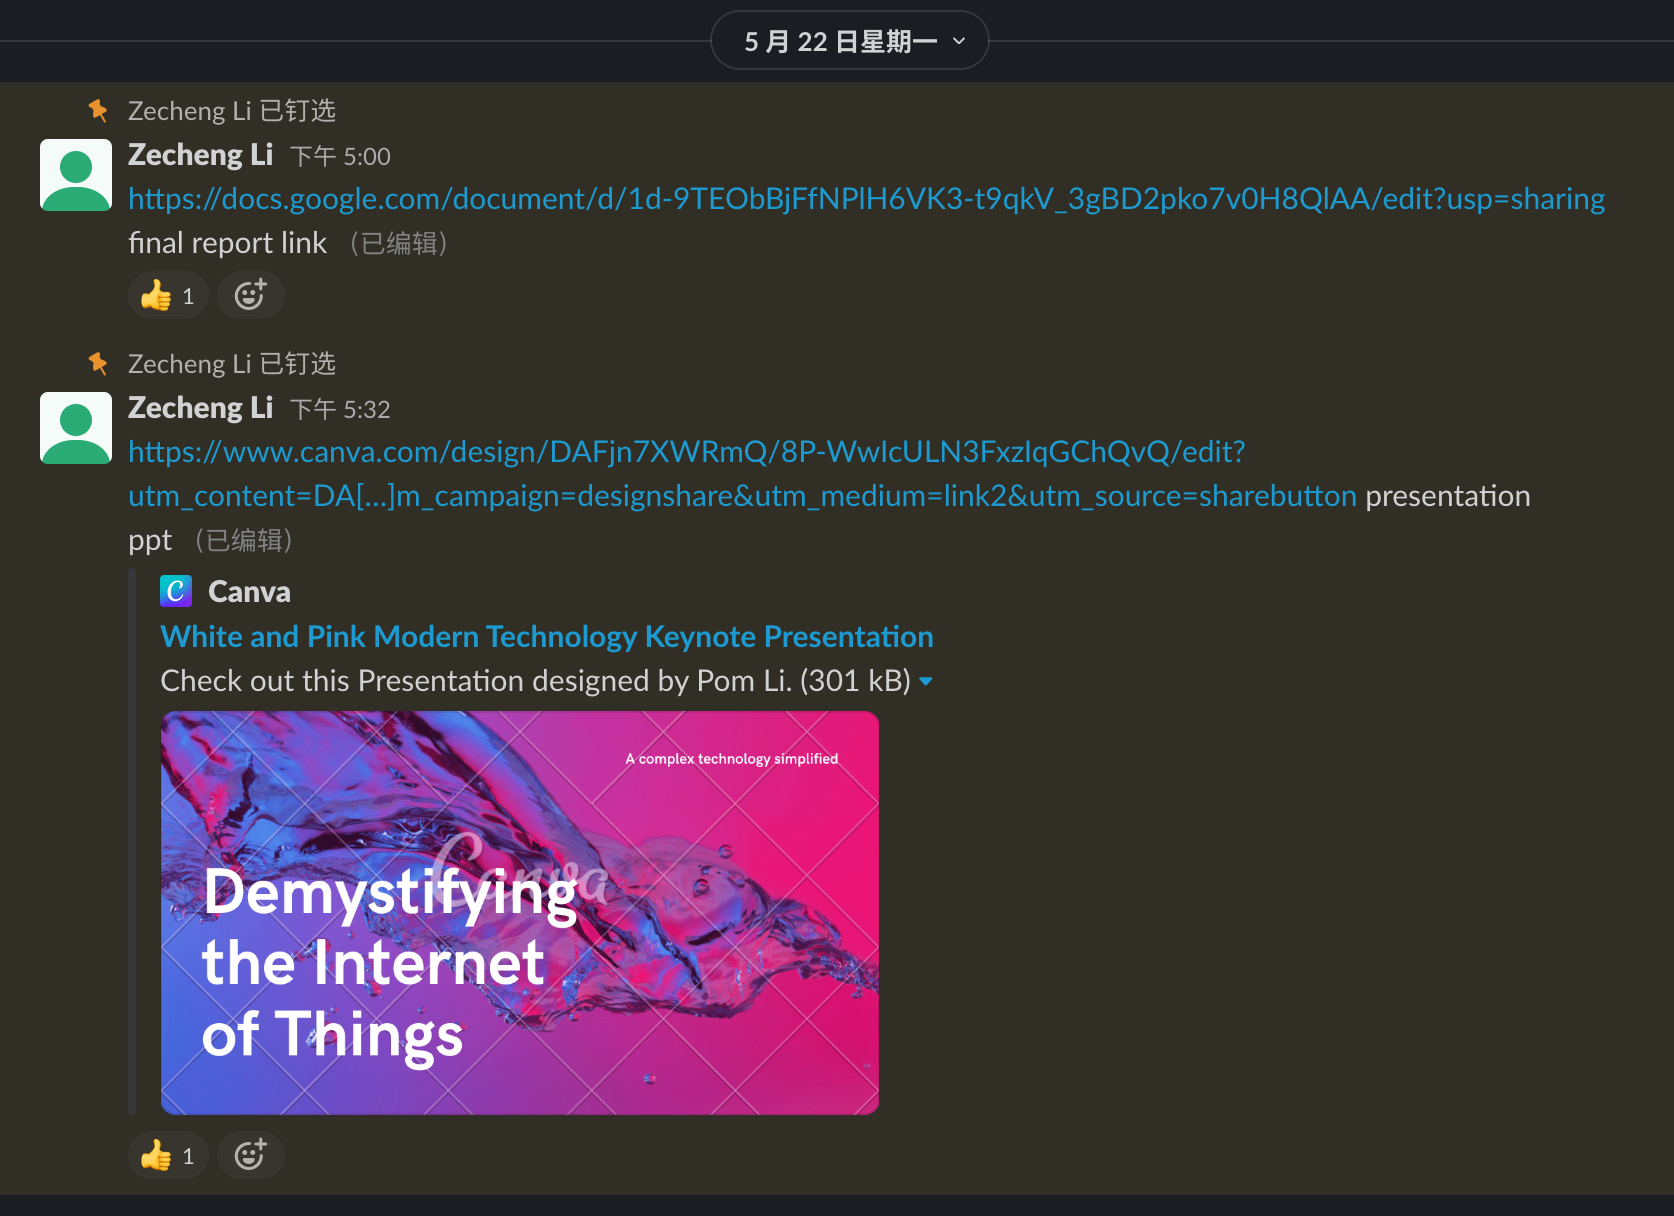 5 月 22 日星期一
Zecheng Li 已钉选
Zecheng Li 下午 5:00
https://docs.google.com/document/d/1d-9TEObBjFfNPlH6VK3-t9qkV_3gBD2pko7v0H8QlAA/edit?usp=sharing
final report link （已编辑）
1
Zecheng Li 已钉选
Zecheng Li 下午 5:32
https://www.canva.com/design/DAFjn7XWRmQ/8P-WwIcULN3FxzIqGChQvQ/edit?
utm_content=DA[...]m_campaign=designshare&utm_medium=link2&utm_source=sharebutton presentation
ppt （已编辑）
C Canva
White and Pink Modern Technology Keynote Presentation
Check out this Presentation designed by Pom Li. (301 kB)
A complex technology simplified
Canva
Demystifying
the Internet
of Things
1